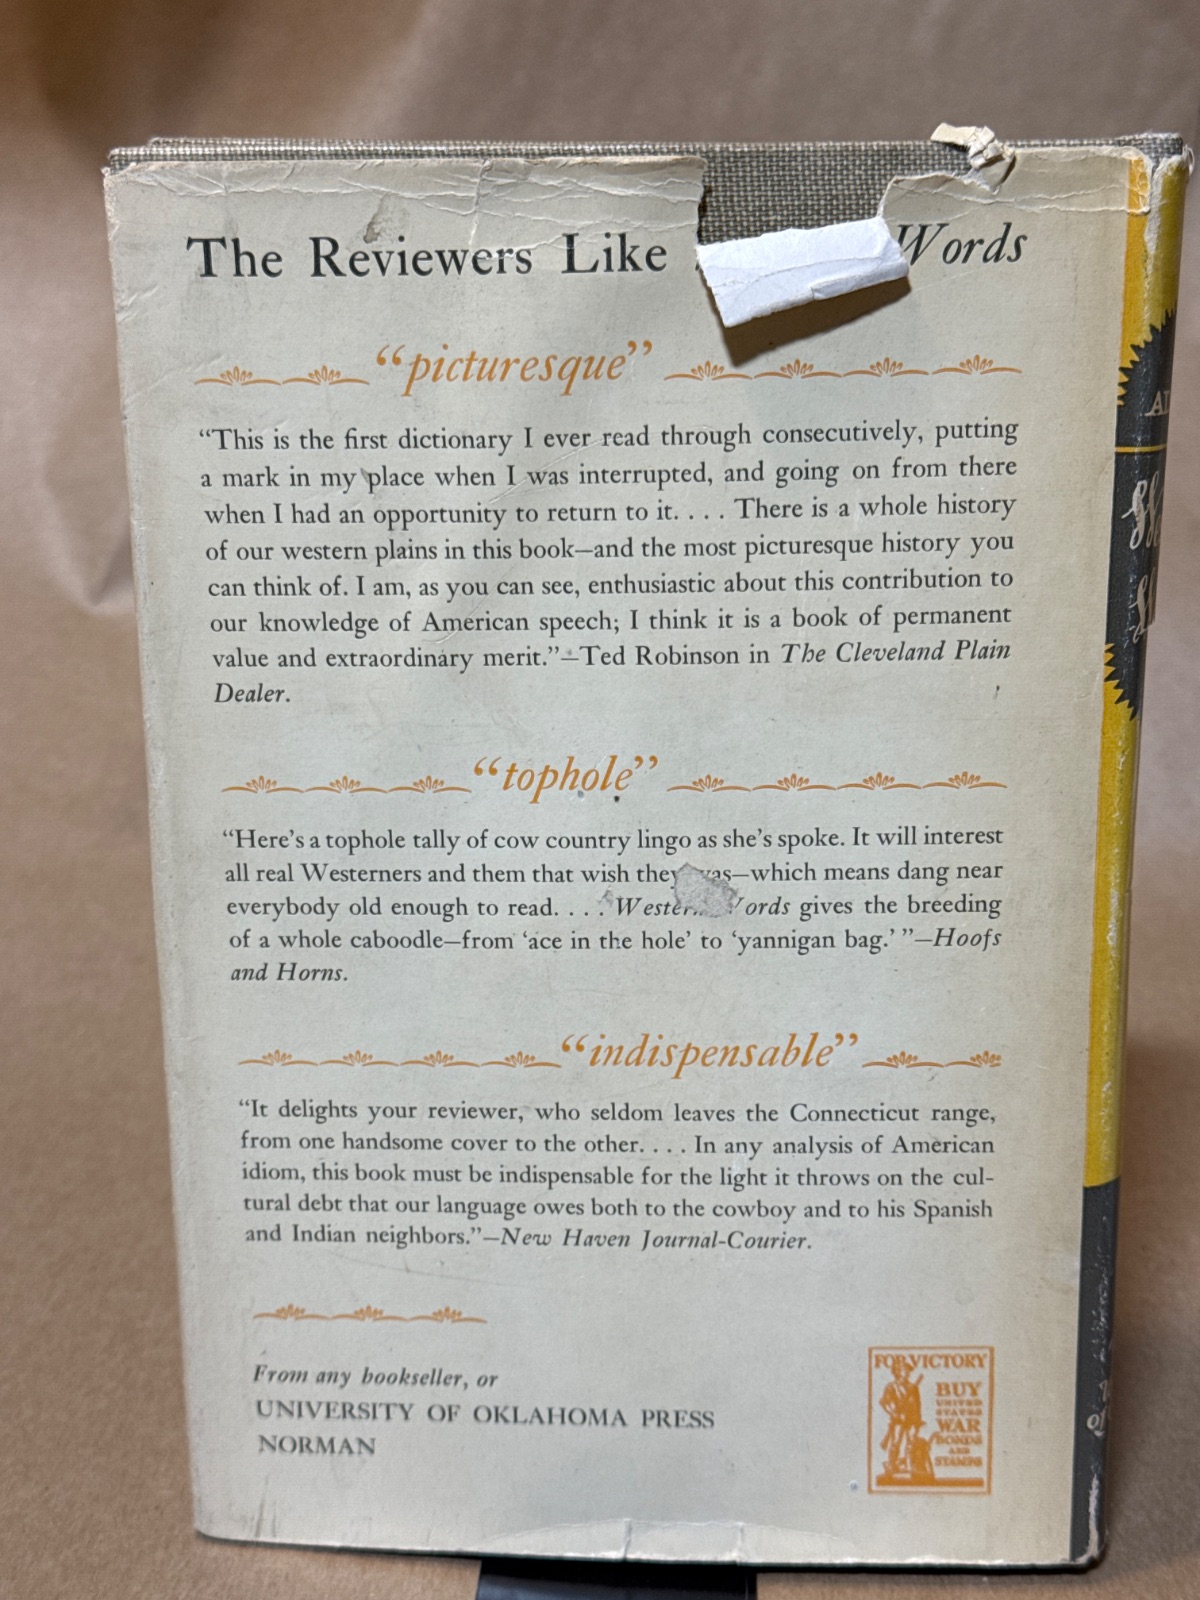 The Reviewers Like Words
“picturesque”
“This is the first dictionary I ever read through consecutively, putting
a mark in my place when I was interrupted, and going on from there
when I had an opportunity to return to it. . . . There is a whole history
of our western plains in this book—and the most picturesque history you
can think of. I am, as you can see, enthusiastic about this contribution to
our knowledge of American speech; I think it is a book of permanent
value and extraordinary merit.”—Ted Robinson in The Cleveland Plain
Dealer.
“tophole”
“Here’s a tophole tally of cow country lingo as she’s spoke. It will interest
all real Westerners and them that wish they was—which means dang near
everybody old enough to read. . . . Western Words gives the breeding
of a whole caboodle—from ‘ace in the hole’ to ‘yannigan bag.’ ”—Hoofs
and Horns.
“indispensable”
“It delights your reviewer, who seldom leaves the Connecticut range,
from one handsome cover to the other. . . . In any analysis of American
idiom, this book must be indispensable for the light it throws on the cul-
tural debt that our language owes both to the cowboy and to his Spanish
and Indian neighbors.”—New Haven Journal-Courier.
From any bookseller, or
UNIVERSITY OF OKLAHOMA PRESS
NORMAN
FOR VICTORY
BUY
UNITED
STATES
WAR
BONDS
AND
STAMPS